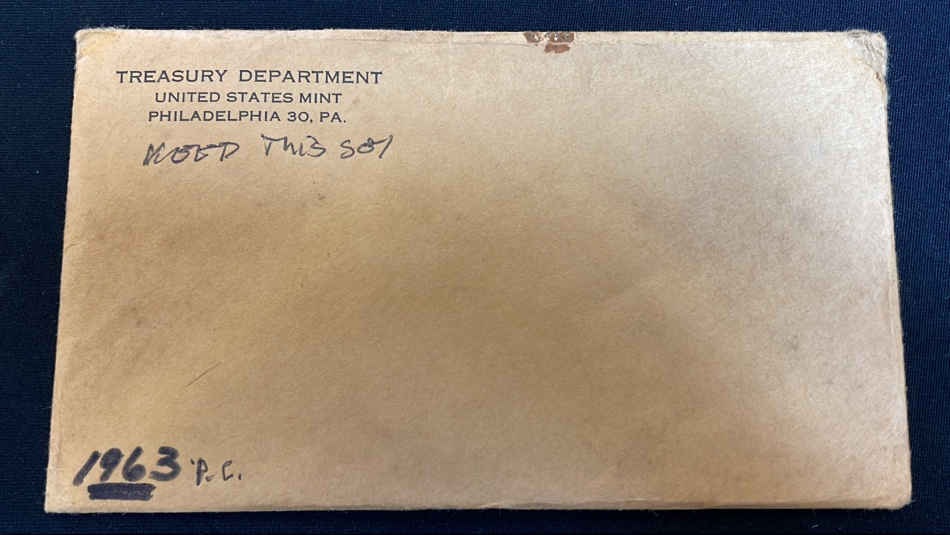 TREASURY DEPARTMENT
UNITED STATES MINT
PHILADELPHIA 30, PA.
KEEP THIS SET
1963 P.C.